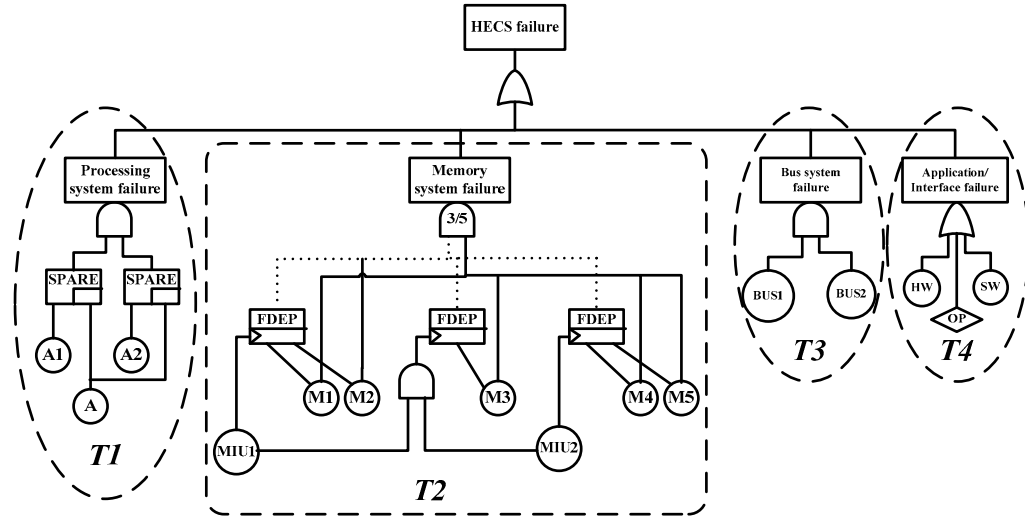 HECS failure
Processing
system failure
Memory
system failure
Bus system
failure
Application/
Interface failure
3/5
SPARE
SPARE
HW
SW
BUS1
BUS2
OP
FDEP
FDEP
FDEP
A1
A2
T3
T4
M1
M2
M3
M4
M5
A
MIU1
MIU2
T1
T2